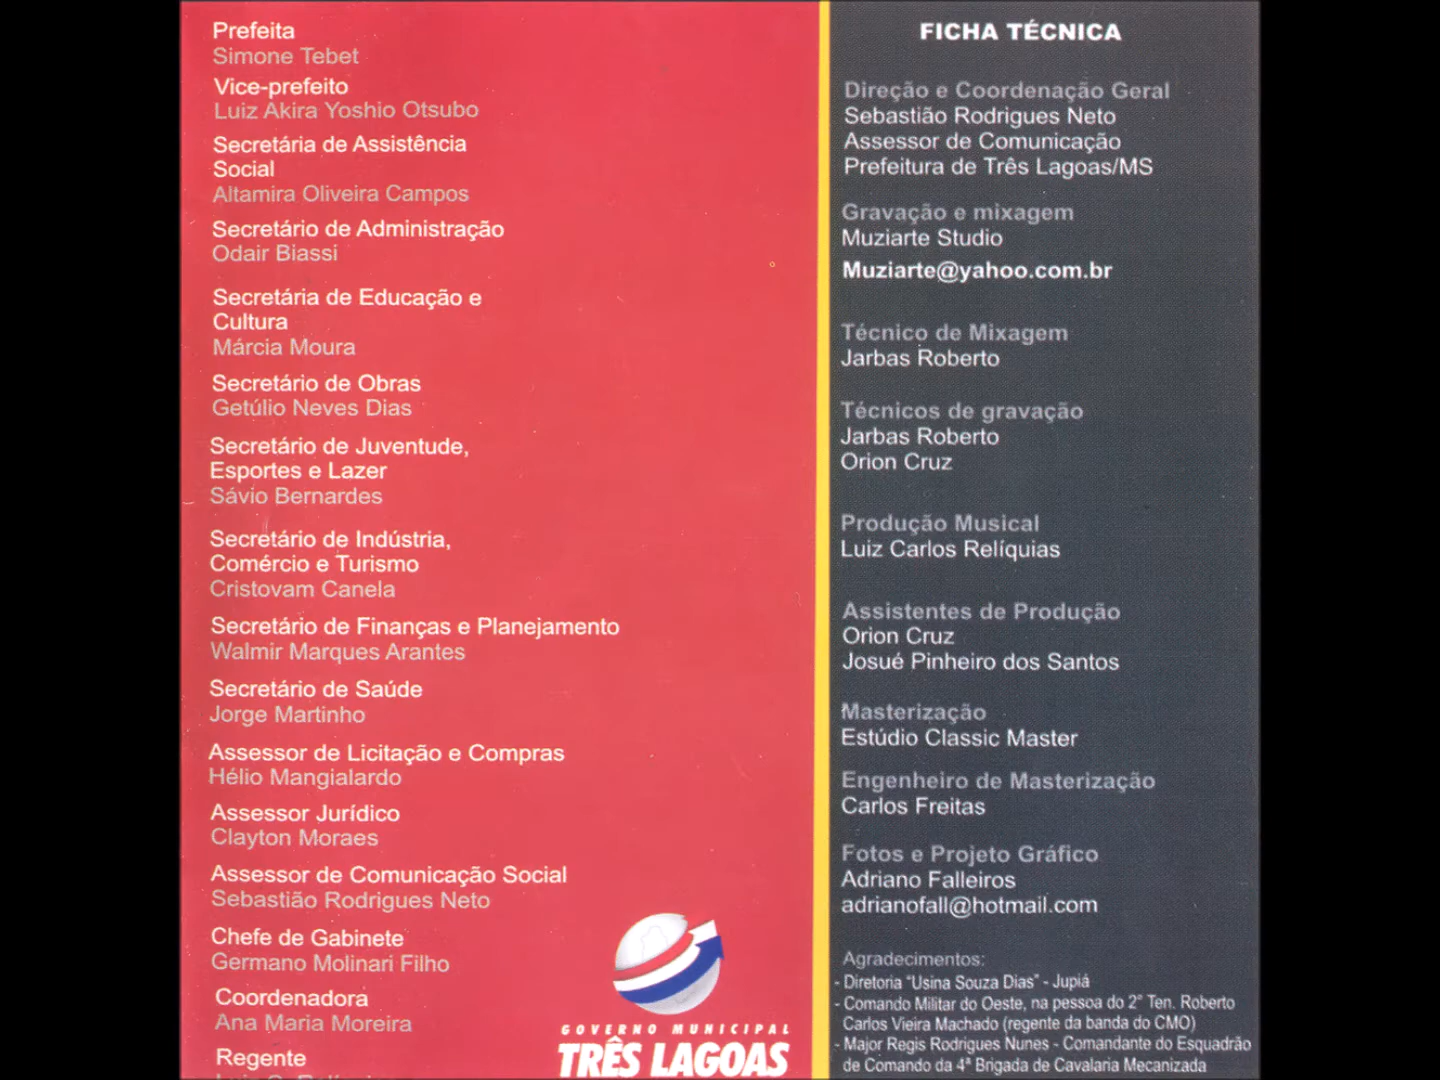 Prefeita
Simone Tebet
Vice-prefeito
Luiz Akira Yoshio Otsubo
Secretária de Assistência
Social
Altamira Oliveira Campos
Secretário de Administração
Odair Biassi
Secretária de Educação e
Cultura
Márcia Moura
Secretário de Obras
Getúlio Neves Dias
Secretário de Juventude,
Esportes e Lazer
Sávio Bernardes
Secretário de Indústria,
Comércio e Turismo
Cristovam Canela
Secretário de Finanças e Planejamento
Walmir Marques Arantes
Secretário de Saúde
Jorge Martinho
Assessor de Licitação e Compras
Hélio Mangialardo
Assessor Jurídico
Clayton Moraes
Assessor de Comunicação Social
Sebastião Rodrigues Neto
Chefe de Gabinete
Germano Molinari Filho
Coordenadora
Ana Maria Moreira
Regente
GOVERNO MUNICIPAL
TRÊS LAGOAS
FICHA TÉCNICA
Direção e Coordenação Geral
Sebastião Rodrigues Neto
Assessor de Comunicação
Prefeitura de Três Lagoas/MS
Gravação e mixagem
Muziarte Studio
Muziarte@yahoo.com.br
Técnico de Mixagem
Jarbas Roberto
Técnicos de gravação
Jarbas Roberto
Orion Cruz
Produção Musical
Luiz Carlos Relíquias
Assistentes de Produção
Orion Cruz
Josué Pinheiro dos Santos
Masterização
Estúdio Classic Master
Engenheiro de Masterização
Carlos Freitas
Fotos e Projeto Gráfico
Adriano Falleiros
adrianofall@hotmail.com
Agradecimentos:
- Diretoria "Usina Souza Dias" - Jupiá
- Comando Militar do Oeste, na pessoa do 2° Ten. Roberto
Carlos Vieira Machado (regente da banda do CMO)
- Major Regis Rodrigues Nunes - Comandante do Esquadrão
de Comando da 4ª Brigada de Cavalaria Mecanizada